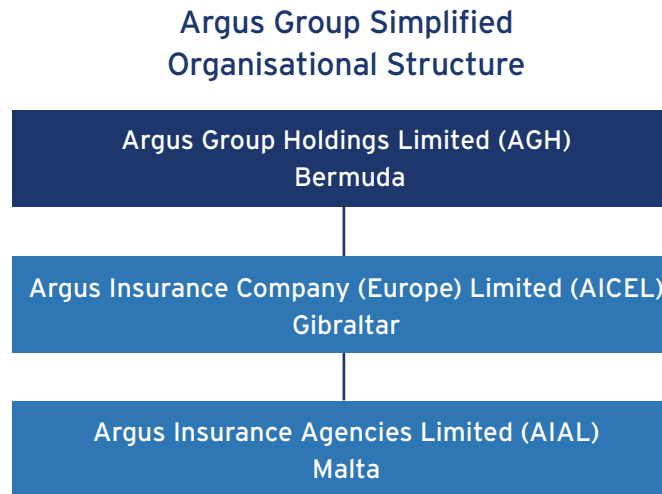 Argus Group Simplified
Organisational Structure
Argus Group Holdings Limited (AGH)
Bermuda
Argus Insurance Company (Europe) Limited (AICEL)
Gibraltar
Argus Insurance Agencies Limited (AIAL)
Malta